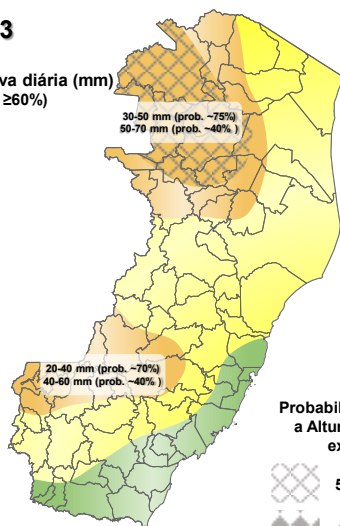 3
va diária (mm)
≥60%)
30-50 mm (prob. ~75%)
50-70 mm (prob. ~40% )
20-40 mm (prob. ~70%)
40-60 mm (prob. ~40% )
Probabil
a Altur
ex
5